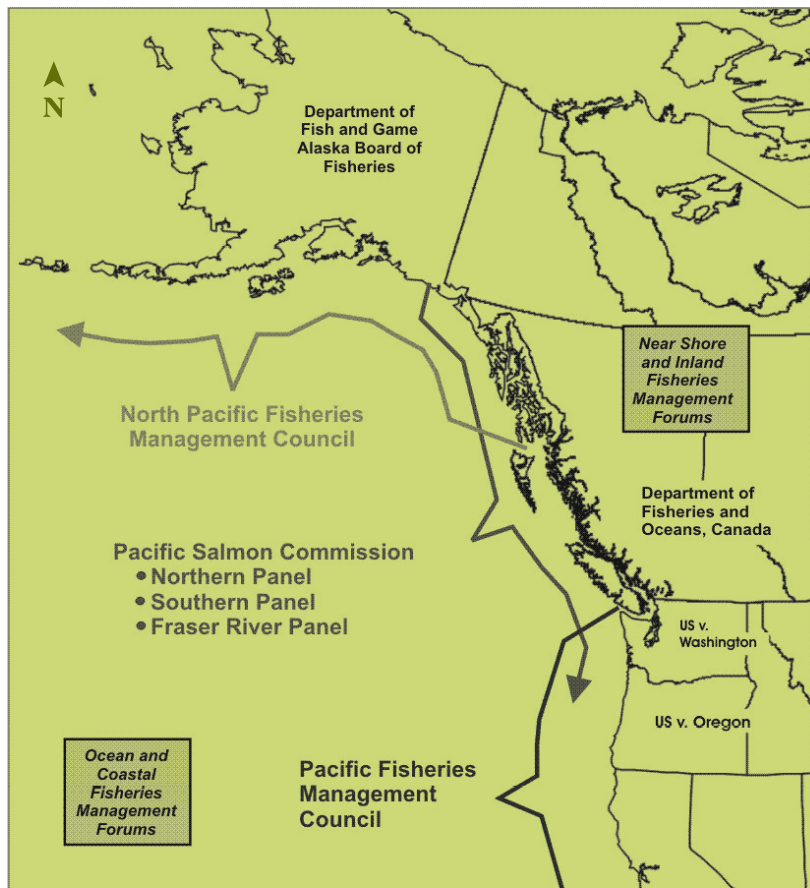 N
Department of
Fish and Game
Alaska Board of
Fisheries
Near Shore
and Inland
Fisheries
Management
Forums
North Pacific Fisheries
Management Council
Department of
Fisheries and
Oceans, Canada
Pacific Salmon Commission
• Northern Panel
• Southern Panel
• Fraser River Panel
US v.
Washington
US v. Oregon
Ocean and
Coastal
Fisheries
Management
Forums
Pacific Fisheries
Management
Council